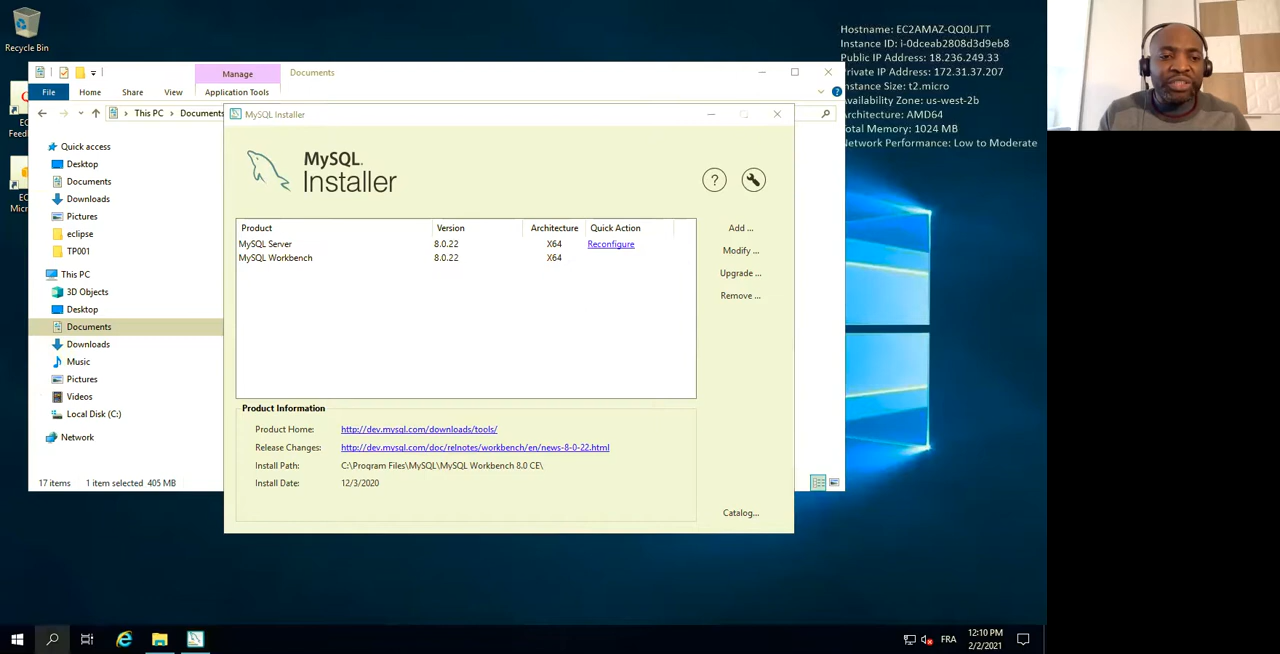 Recycle Bin
Hostname: EC2AMAZ-QQ0LJTT
Instance ID: i-0dceab2808d3d9eb8
Public IP Address: 18.236.249.33
Private IP Address: 172.31.37.207
Instance Size: t2.micro
Availability Zone: us-west-2b
Architecture: AMD64
Total Memory: 1024 MB
Network Performance: Low to Moderate
Manage
Documents
File
Home
Share
View
Application Tools
This PC
Documents
Quick access
Desktop
Documents
Downloads
Pictures
eclipse
TP001
This PC
3D Objects
Desktop
Documents
Downloads
Music
Pictures
Videos
Local Disk (C:)
Network
17 items
1 item selected 405 MB
MySQL Installer
MySQL.
Installer
?
Product Version Architecture Quick Action
MySQL Server 8.0.22 X64 Reconfigure
MySQL Workbench 8.0.22 X64
Add ...
Modify ...
Upgrade ...
Remove ...
Product Information
Product Home: http://dev.mysql.com/downloads/tools/
Release Changes: http://dev.mysql.com/doc/relnotes/workbench/en/news-8-0-22.html
Install Path: C:\Program Files\MySQL\MySQL Workbench 8.0 CE\
Install Date: 12/3/2020
Catalog...
FRA
12:10 PM
2/2/2021